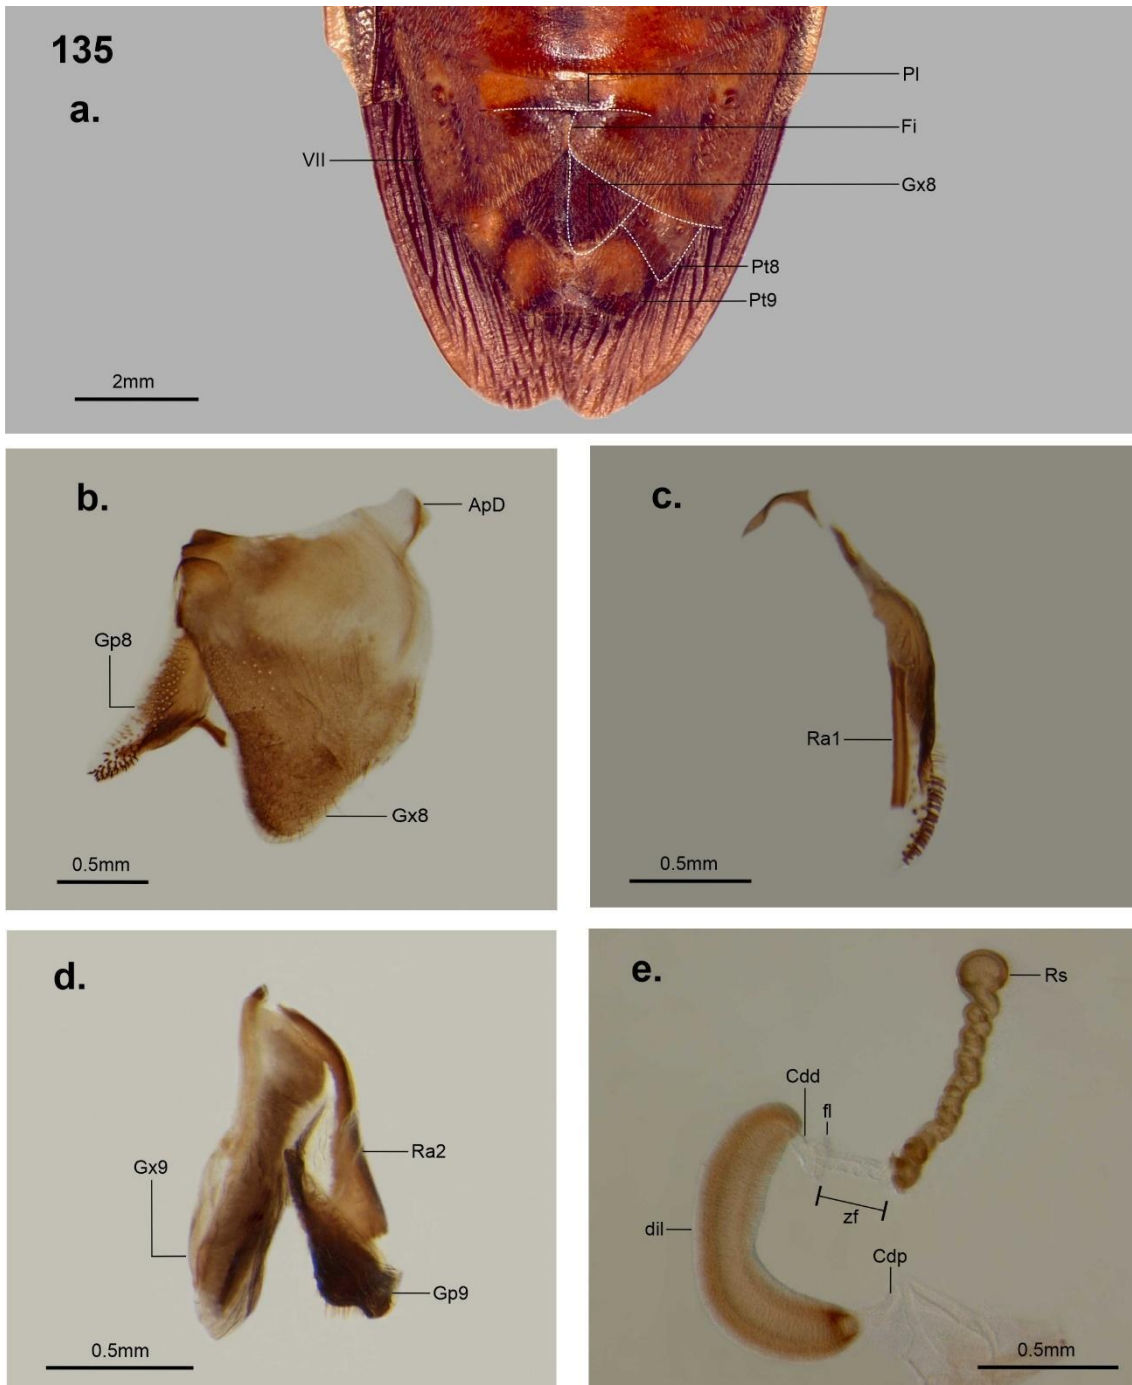 135
a.
Pl
Fi
VII
Gx8
Pt8
Pt9
2mm
b.
ApD
Gp8
Gx8
0.5mm
c.
Ra1
0.5mm
d.
Gx9
Ra2
Gp9
0.5mm
e.
Rs
Cdd
fl
zf
dil
Cdp
0.5mm